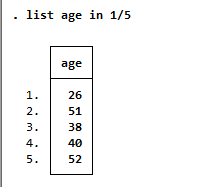 . list age in 1/5
age
1. 26
2. 51
3. 38
4. 40
5. 52